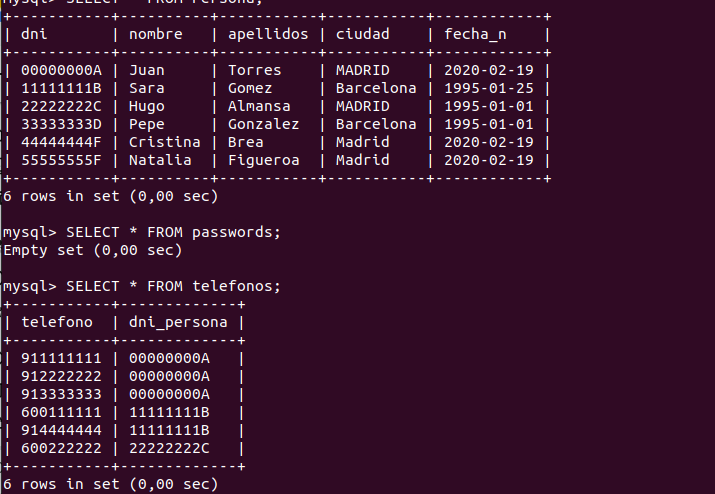 mysql> SELECT * FROM Persona;
+-----------+----------+-----------+-----------+------------+
| dni       | nombre   | apellidos | ciudad    | fecha_n    |
+-----------+----------+-----------+-----------+------------+
| 00000000A | Juan     | Torres    | MADRID    | 2020-02-19 |
| 11111111B | Sara     | Gomez     | Barcelona | 1995-01-25 |
| 22222222C | Hugo     | Almansa   | MADRID    | 1995-01-01 |
| 33333333D | Pepe     | Gonzalez  | Barcelona | 1995-01-01 |
| 44444444F | Cristina | Brea      | Madrid    | 2020-02-19 |
| 55555555F | Natalia  | Figueroa  | Madrid    | 2020-02-19 |
+-----------+----------+-----------+-----------+------------+
6 rows in set (0,00 sec)
mysql> SELECT * FROM passwords;
Empty set (0,00 sec)
mysql> SELECT * FROM telefonos;
+-----------+-------------+
| telefono  | dni_persona |
+-----------+-------------+
| 911111111 | 00000000A   |
| 912222222 | 00000000A   |
| 913333333 | 00000000A   |
| 600111111 | 11111111B   |
| 914444444 | 11111111B   |
| 600222222 | 22222222C   |
+-----------+-------------+
6 rows in set (0,00 sec)